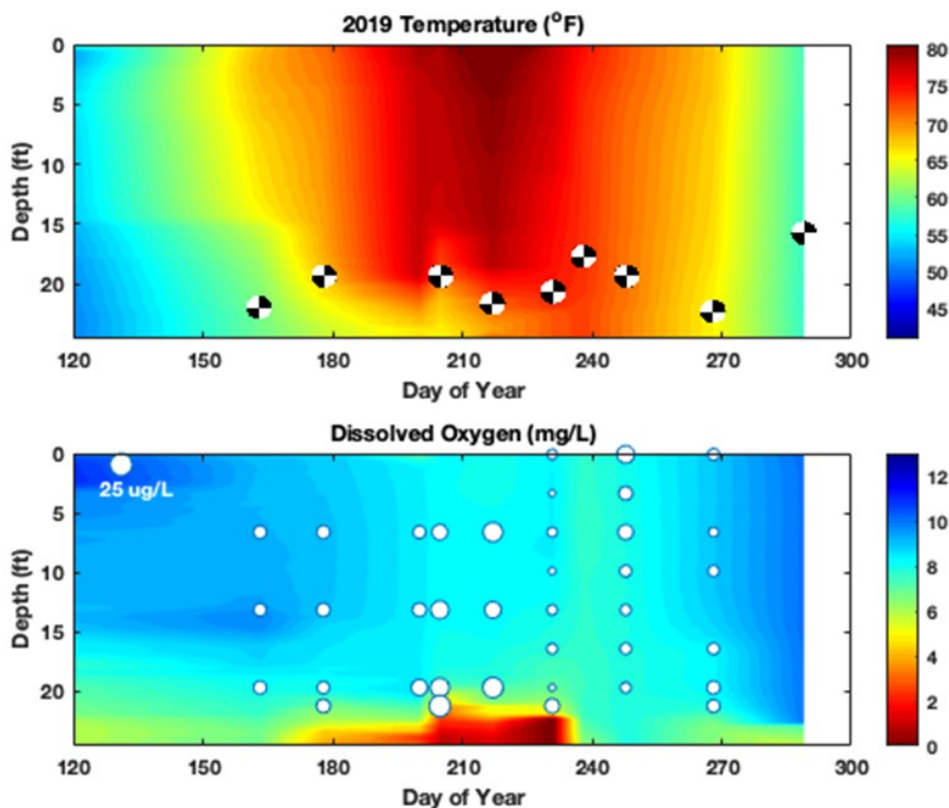 2019 Temperature (°F)
0
5
10
15
20
Depth (ft)
120 150 180 210 240 270 300
Day of Year
80
75
70
65
60
55
50
45
Dissolved Oxygen (mg/L)
25 ug/L
0
5
10
15
20
Depth (ft)
120 150 180 210 240 270 300
Day of Year
12
10
8
6
4
2
0